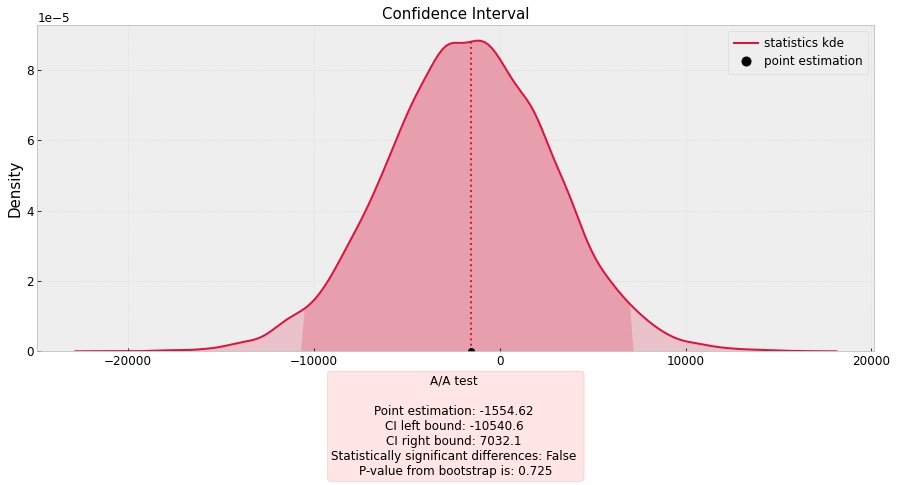 Confidence Interval
1e−5
statistics kde
point estimation
Density
8
6
4
2
0
−20000 −10000 0 10000 20000
A/A test
Point estimation: -1554.62
CI left bound: -10540.6
CI right bound: 7032.1
Statistically significant differences: False
P-value from bootstrap is: 0.725